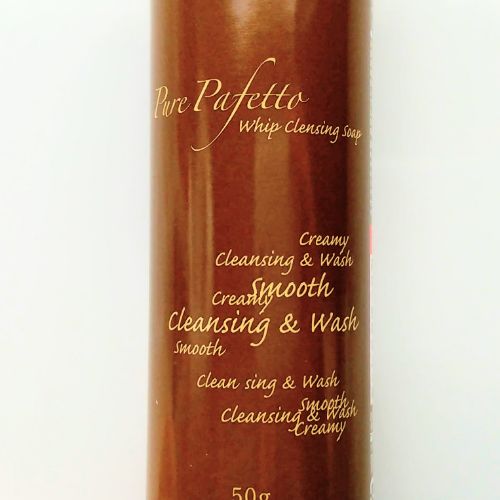 Pure Pafetto
Whip Clensing Soap
Creamy
Cleansing & Wash
Smooth
Creamy
Cleansing & Wash
Smooth
Clean sing & Wash
Smooth
Cleansing & Wash
Creamy
50g